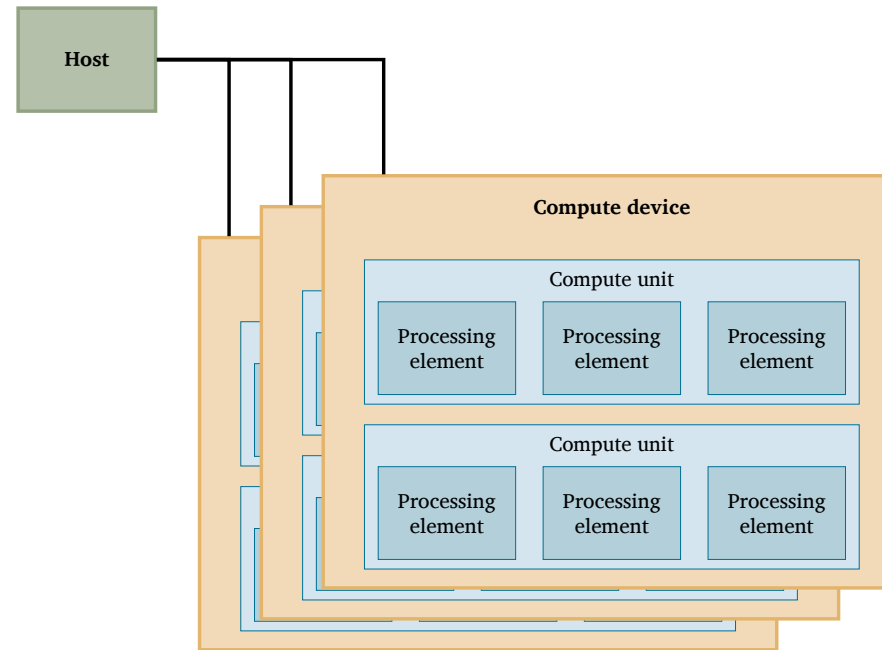 Host
Compute device
Compute unit
Processing element
Processing element
Processing element
Compute unit
Processing element
Processing element
Processing element